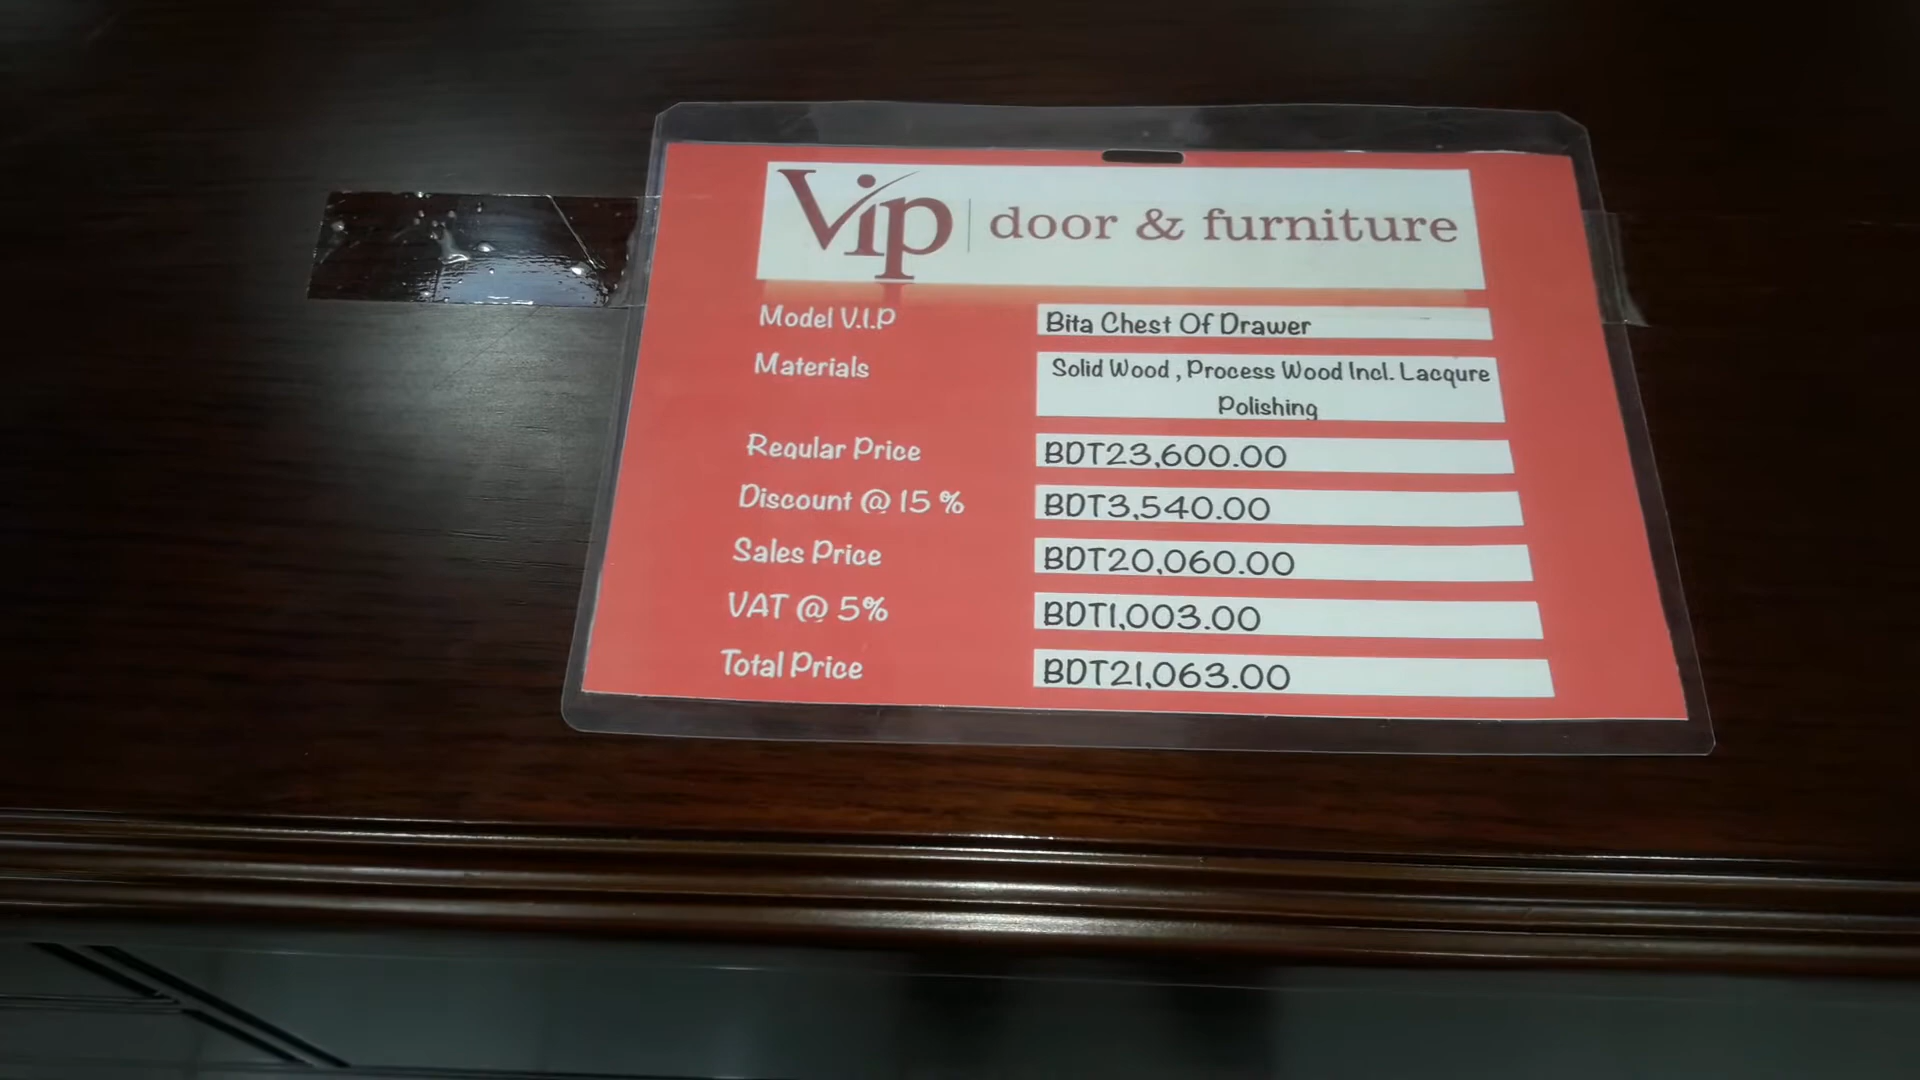 Vip door & furniture
Model V.I.P Bita Chest Of Drawer
Materials Solid Wood , Process Wood Incl. Lacqure
Polishing
Regular Price BDT23,600.00
Discount @ 15 % BDT3,540.00
Sales Price BDT20,060.00
VAT @ 5% BDT1,003.00
Total Price BDT21,063.00